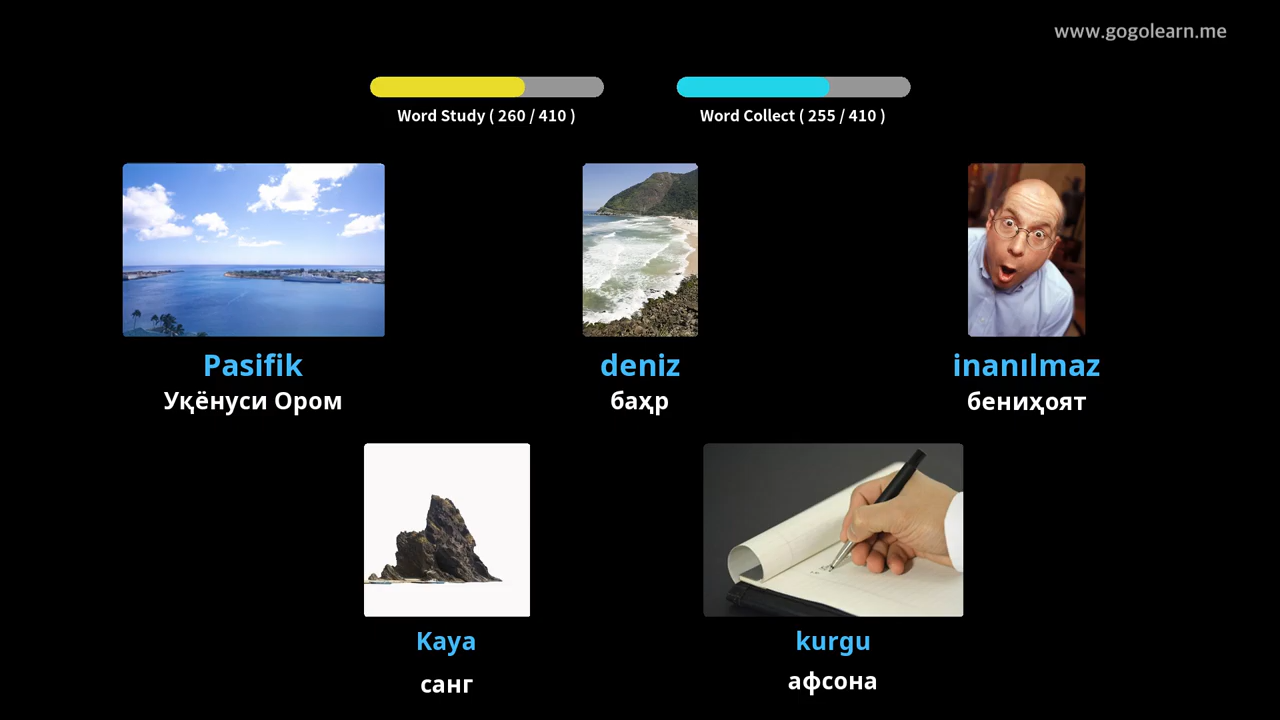 www.gogolearn.me
Word Study ( 260 / 410 )
Word Collect ( 255 / 410 )
Pasifik
Уқёнуси Ором
deniz
баҳр
inanılmaz
бениҳоят
Kaya
санг
kurgu
афсона